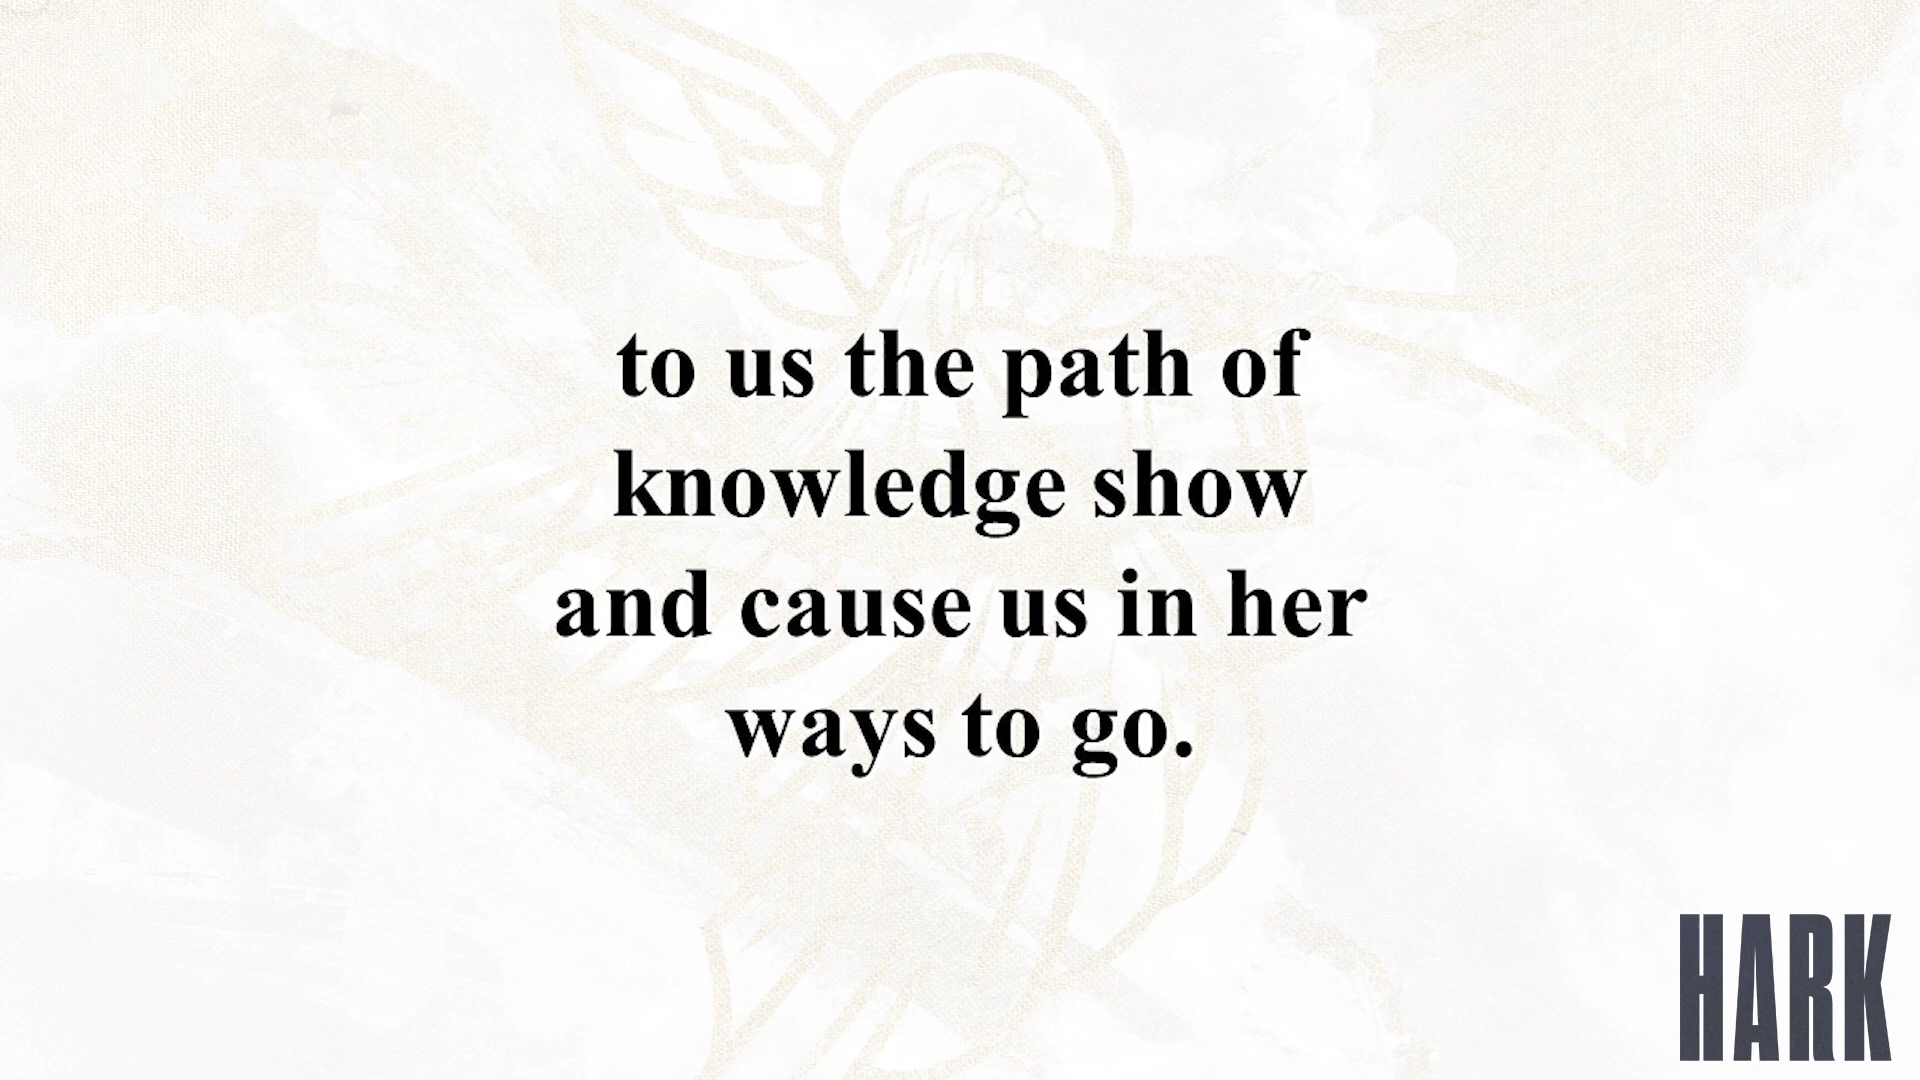 to us the path of
knowledge show
and cause us in her
ways to go.
HARK